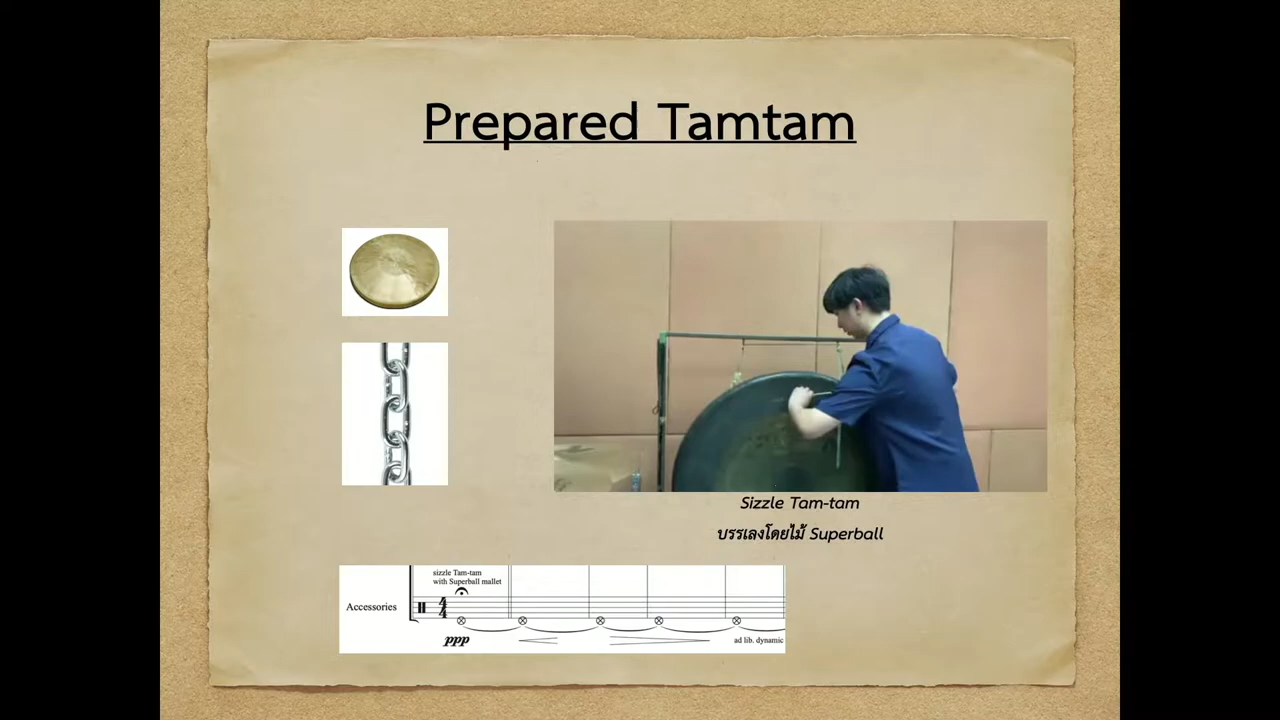 Prepared Tamtam
Sizzle Tam-tam
บรรเลงโดยไม้ Superball
sizzle Tam-tam
with Superball mallet
Accessories
4
4
ppp
ad lib. dynamic